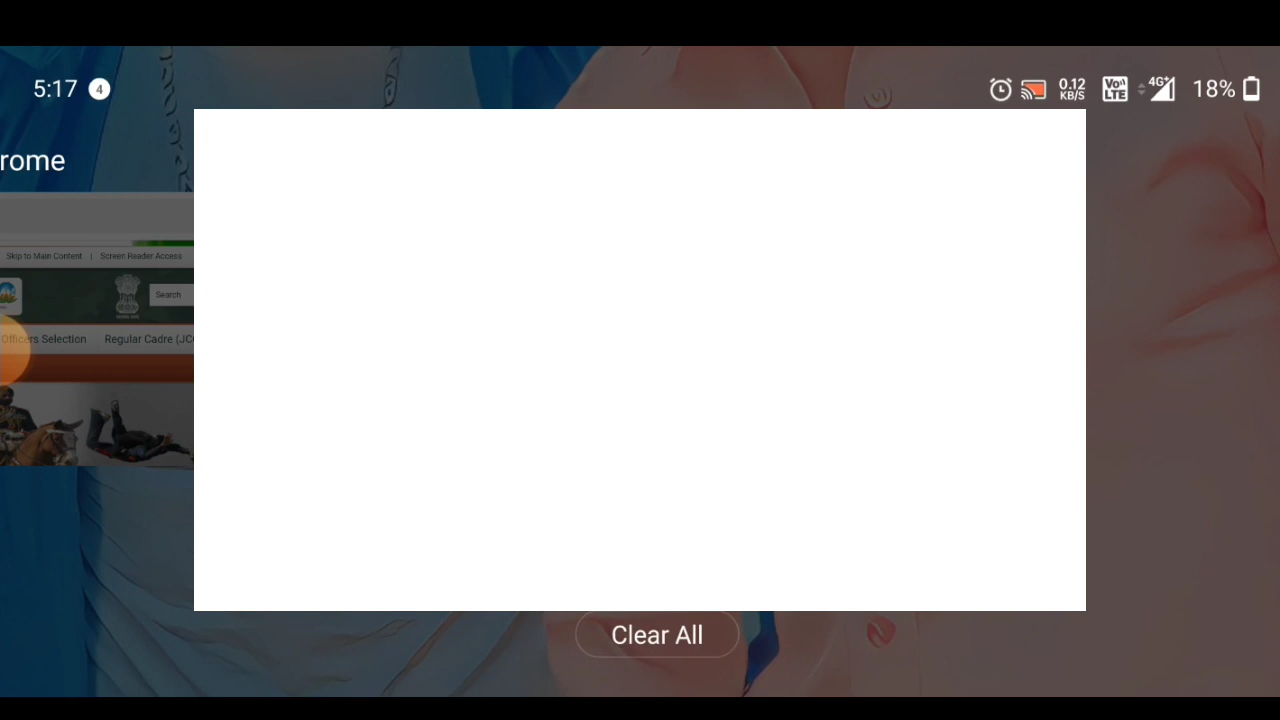 5:17 4 0.12 KB/S Vo LTE 4G+ 18%
rome
Skip to Main Content | Screen Reader Access
Search
Officers Selection Regular Cadre (JC
Clear All